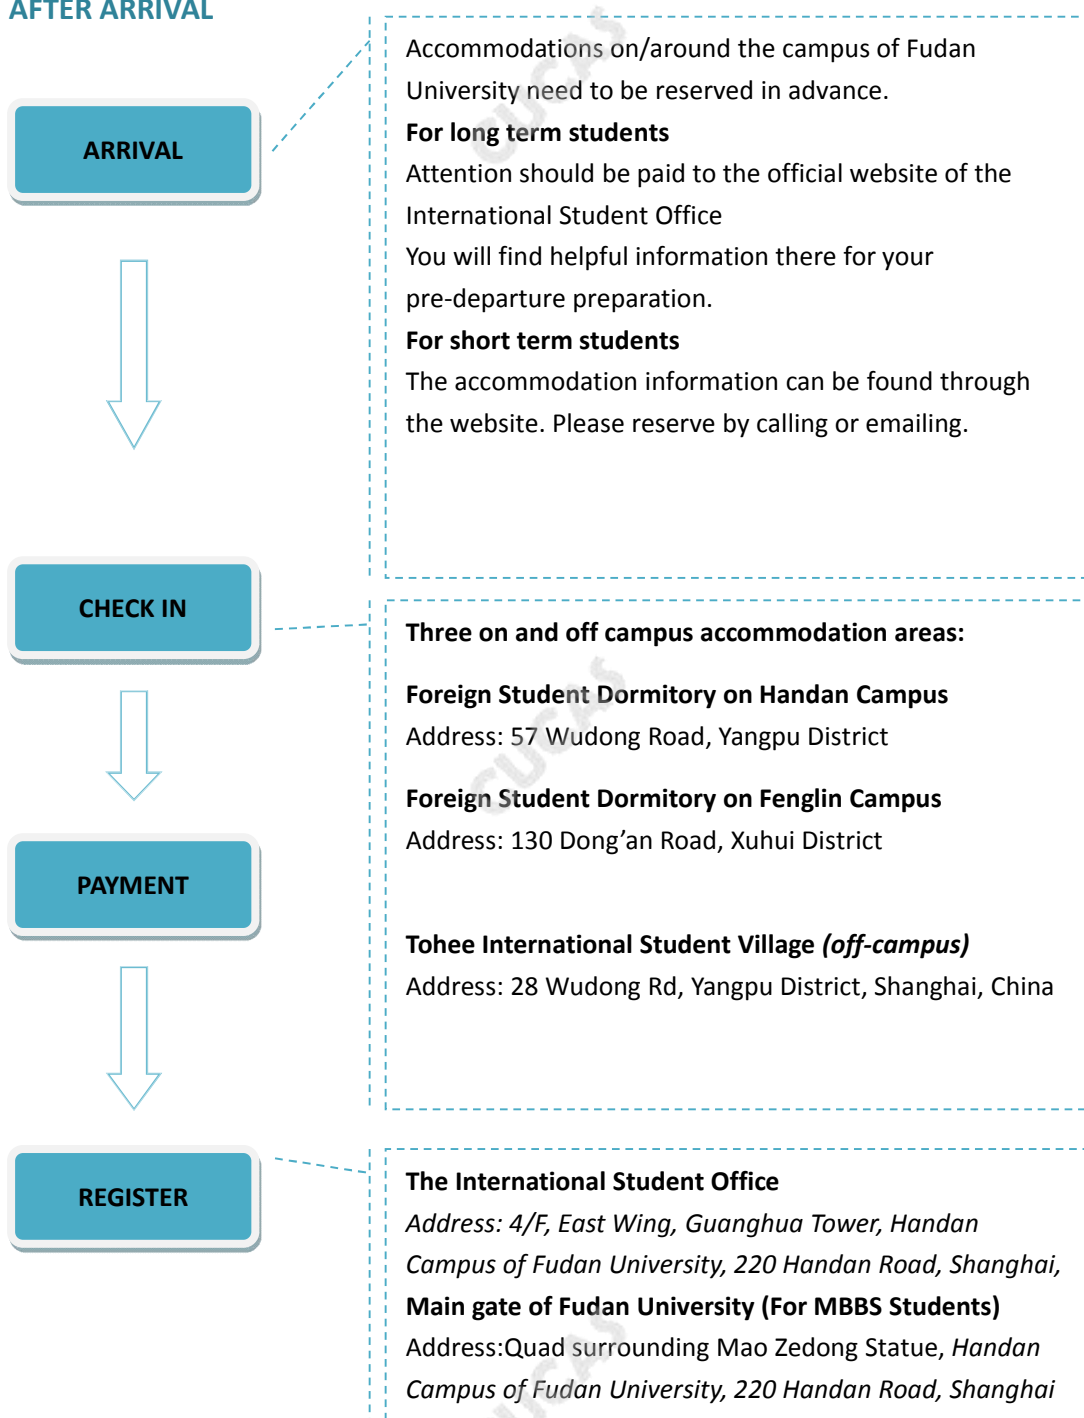 AFTER ARRIVAL
ARRIVAL
Accommodations on/around the campus of Fudan
University need to be reserved in advance.
For long term students
Attention should be paid to the official website of the
International Student Office
You will find helpful information there for your
pre-departure preparation.
For short term students
The accommodation information can be found through
the website. Please reserve by calling or emailing.
CUCAS
CHECK IN
Three on and off campus accommodation areas:
Foreign Student Dormitory on Handan Campus
Address: 57 Wudong Road, Yangpu District
Foreign Student Dormitory on Fenglin Campus
Address: 130 Dong’an Road, Xuhui District
CUCAS
PAYMENT
Tohee International Student Village (off-campus)
Address: 28 Wudong Rd, Yangpu District, Shanghai, China
REGISTER
The International Student Office
Address: 4/F, East Wing, Guanghua Tower, Handan
Campus of Fudan University, 220 Handan Road, Shanghai,
Main gate of Fudan University (For MBBS Students)
Address:Quad surrounding Mao Zedong Statue, Handan
Campus of Fudan University, 220 Handan Road, Shanghai
CUCAS